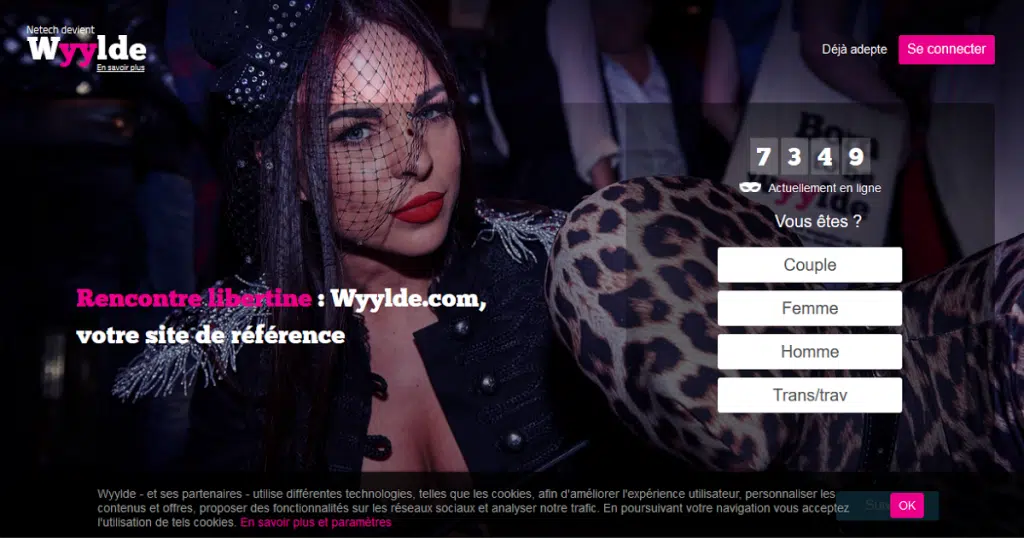 Netech devient
Wyylde
En savoir plus
Déjà adepte
Se connecter
7349
Actuellement en ligne
Vous êtes ?
Couple
Femme
Homme
Trans/trav
Rencontre libertine : Wyylde.com,
votre site de référence
Wyylde - et ses partenaires - utilise différentes technologies, telles que les cookies, afin d'améliorer l'expérience utilisateur, personnaliser les
contenus et offres, proposer des fonctionnalités sur les réseaux sociaux et analyser notre trafic. En poursuivant votre navigation vous acceptez
l'utilisation de tels cookies. En savoir plus et paramètres
OK